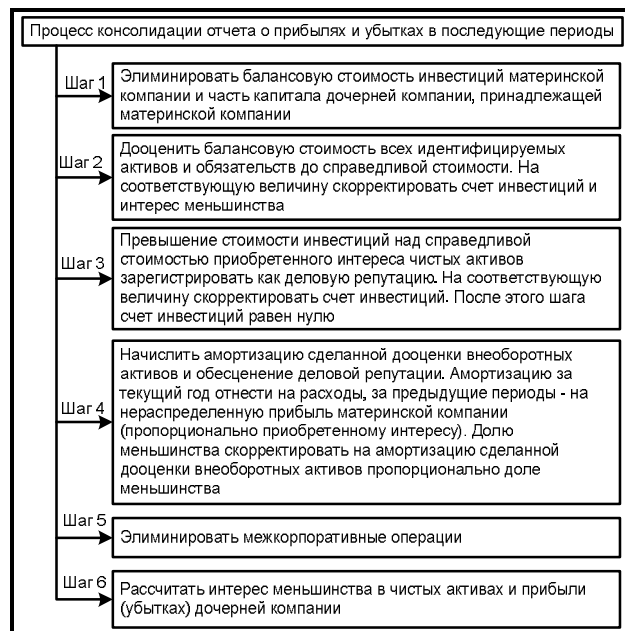 Процесс консолидации отчета о прибылях и убытках в последующие периоды
Шаг 1
Элиминировать балансовую стоимость инвестиций материнской
компании и часть капитала дочерней компании, принадлежащей
материнской компании
Шаг 2
Дооценить балансовую стоимость всех идентифицируемых
активов и обязательств до справедливой стоимости. На
соответствующую величину скорректировать счет инвестиций и
интерес меньшинства
Шаг 3
Превышение стоимости инвестиций над справедливой
стоимостью приобретенного интереса чистых активов
зарегистрировать как деловую репутацию. На соответствующую
величину скорректировать счет инвестиций. После этого шага
счет инвестиций равен нулю
Шаг 4
Начислить амортизацию сделанной дооценки внеоборотных
активов и обесценение деловой репутации. Амортизацию за
текущий год отнести на расходы, за предыдущие периоды - на
нераспределенную прибыль материнской компании
(пропорционально приобретенному интересу). Долю
меньшинства скорректировать на амортизацию сделанной
дооценки внеоборотных активов пропорционально доле
меньшинства
Шаг 5
Элиминировать межкорпоративные операции
Шаг 6
Рассчитать интерес меньшинства в чистых активах и прибыли
(убытков) дочерней компании